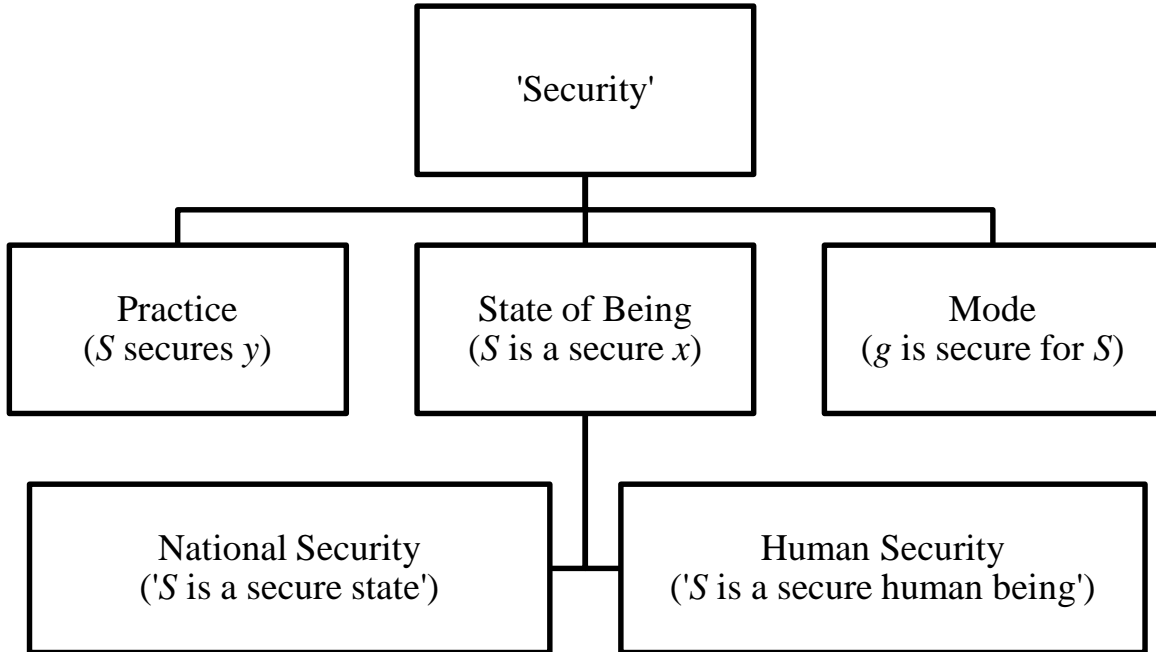 'Security'
Practice
(S secures y)
State of Being
(S is a secure x)
Mode
(g is secure for S)
National Security
('S is a secure state')
Human Security
('S is a secure human being')